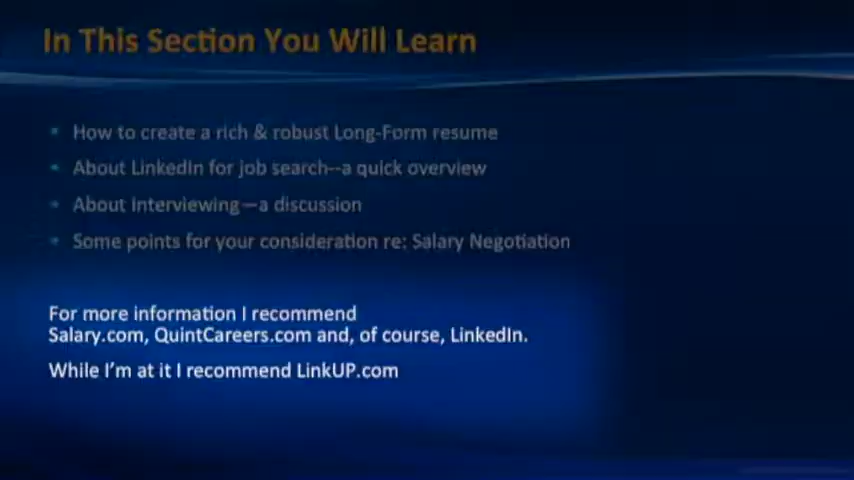 In This Section You Will Learn
• How to create a rich & robust Long-Form resume
• About LinkedIn for job search--a quick overview
• About Interviewing—a discussion
• Some points for your consideration re: Salary Negotiation
For more information I recommend
Salary.com, QuintCareers.com and, of course, LinkedIn.
While I'm at it I recommend LinkUP.com